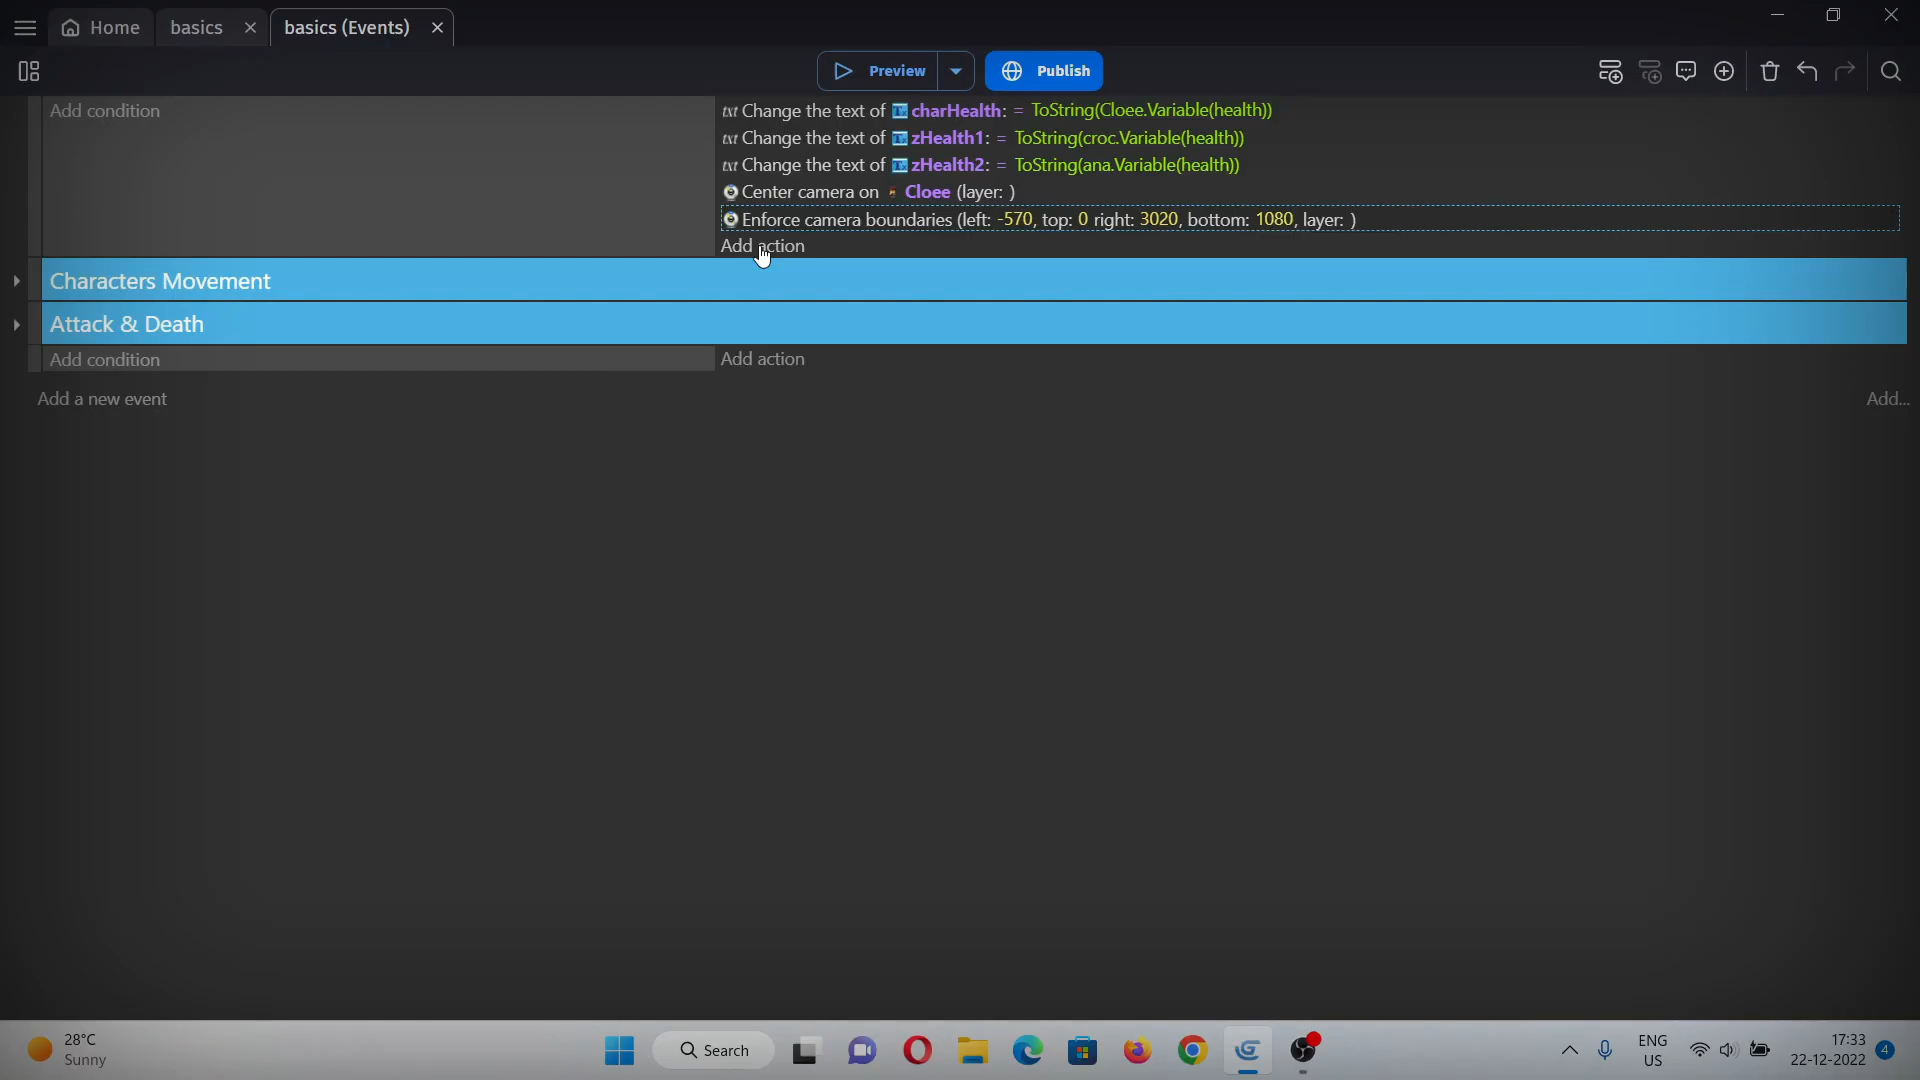 Home
basics
basics (Events)
Preview
Publish
Add condition
txt Change the text of charHealth: = ToString(Cloee.Variable(health))
txt Change the text of zHealth1: = ToString(croc.Variable(health))
txt Change the text of zHealth2: = ToString(ana.Variable(health))
Center camera on Cloee (layer: )
Enforce camera boundaries (left: -570, top: 0 right: 3020, bottom: 1080, layer: )
Add action
Characters Movement
Attack & Death
Add condition
Add action
Add a new event
Add...
28°C
Sunny
Search
ENG
US
17:33
22-12-2022
4